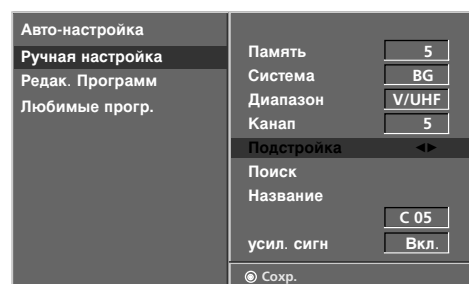 Авто-настройка
Ручная настройка
Редак. Программ
Любимые прогр.
Память 5
Система BG
Диапазон V/UHF
Канап 5
Подстройка ◀▶
Поиск
Название
C 05
усил. сигн Вкл.
◉ Сохр.